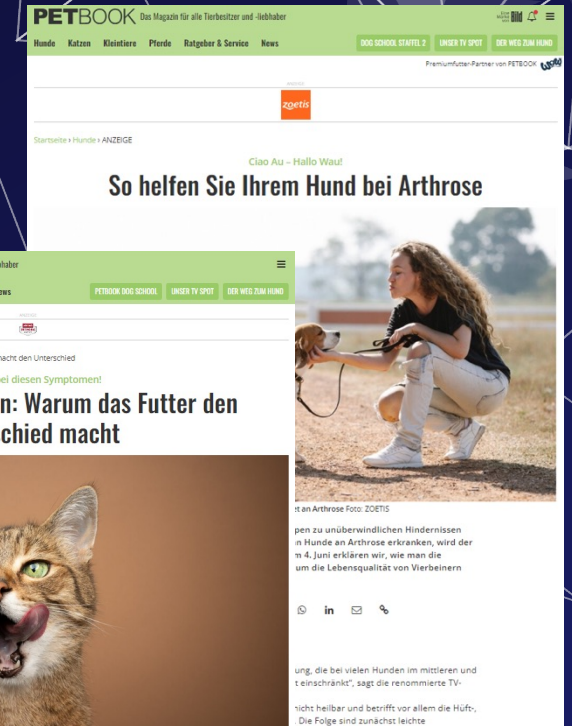 PETBOOK Das Magazin für alle Tierbesitzer und -liebhaber
Bild
Hunde Katzen Kleintiere Pferde Ratgeber & Service News DOG SCHOOL STAFFEL 2 UNSER TV SPOT DER WEG ZUM HUND
Premiumfutter-Partner von PETBOOK
ANZEIGE
zoetis
Startseite › Hunde › ANZEIGE
Ciao Au – Hallo Wau!
So helfen Sie Ihrem Hund bei Arthrose
bhaber
ews PETBOOK DOG SCHOOL UNSER TV SPOT DER WEG ZUM HUND
ANZEIGE
macht den Unterschied
bei diesen Symptomen!
n: Warum das Futter den
chied macht
et an Arthrose Foto: ZOETIS
pen zu unüberwindlichen Hindernissen
n Hunde an Arthrose erkranken, wird der
m 4. Juni erklären wir, wie man die
um die Lebensqualität von Vierbeinern
ung, die bei vielen Hunden im mittleren und
t einschränkt", sagt die renommierte TV-
nicht heilbar und betrifft vor allem die Hüft-,
. Die Folge sind zunächst leichte